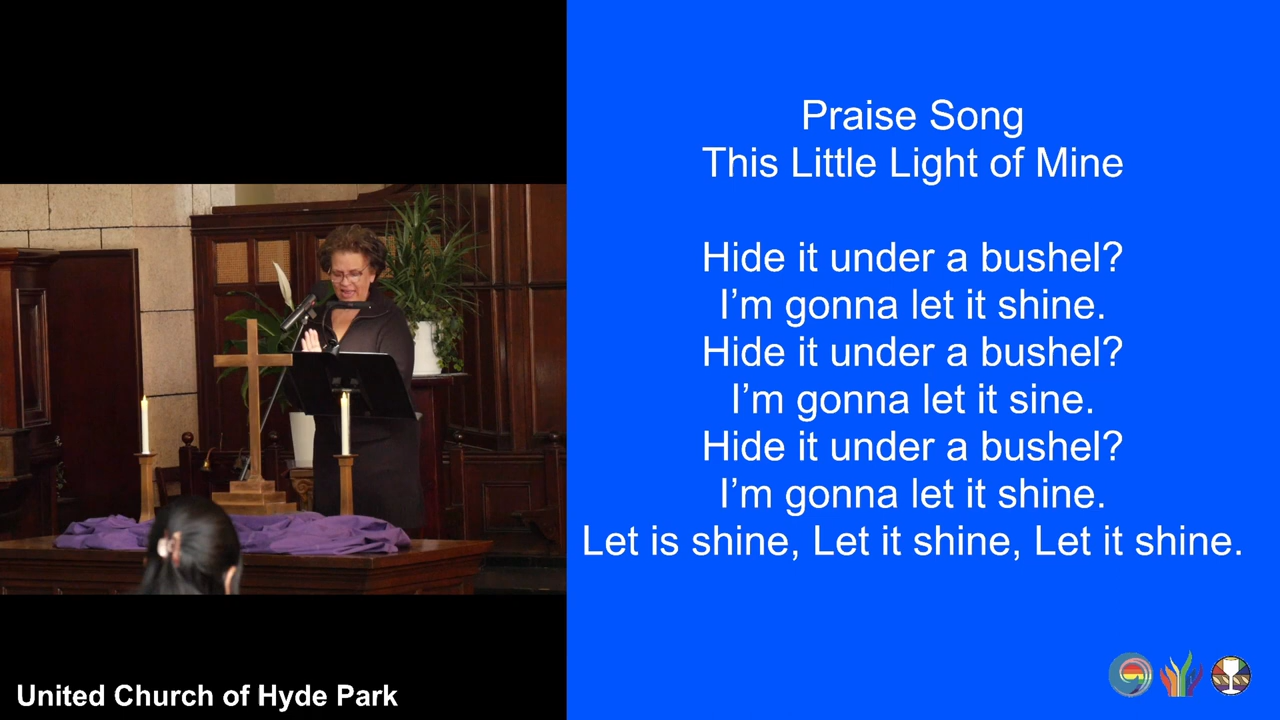 Praise Song
This Little Light of Mine
Hide it under a bushel?
I’m gonna let it shine.
Hide it under a bushel?
I’m gonna let it sine.
Hide it under a bushel?
I’m gonna let it shine.
Let is shine, Let it shine, Let it shine.
United Church of Hyde Park